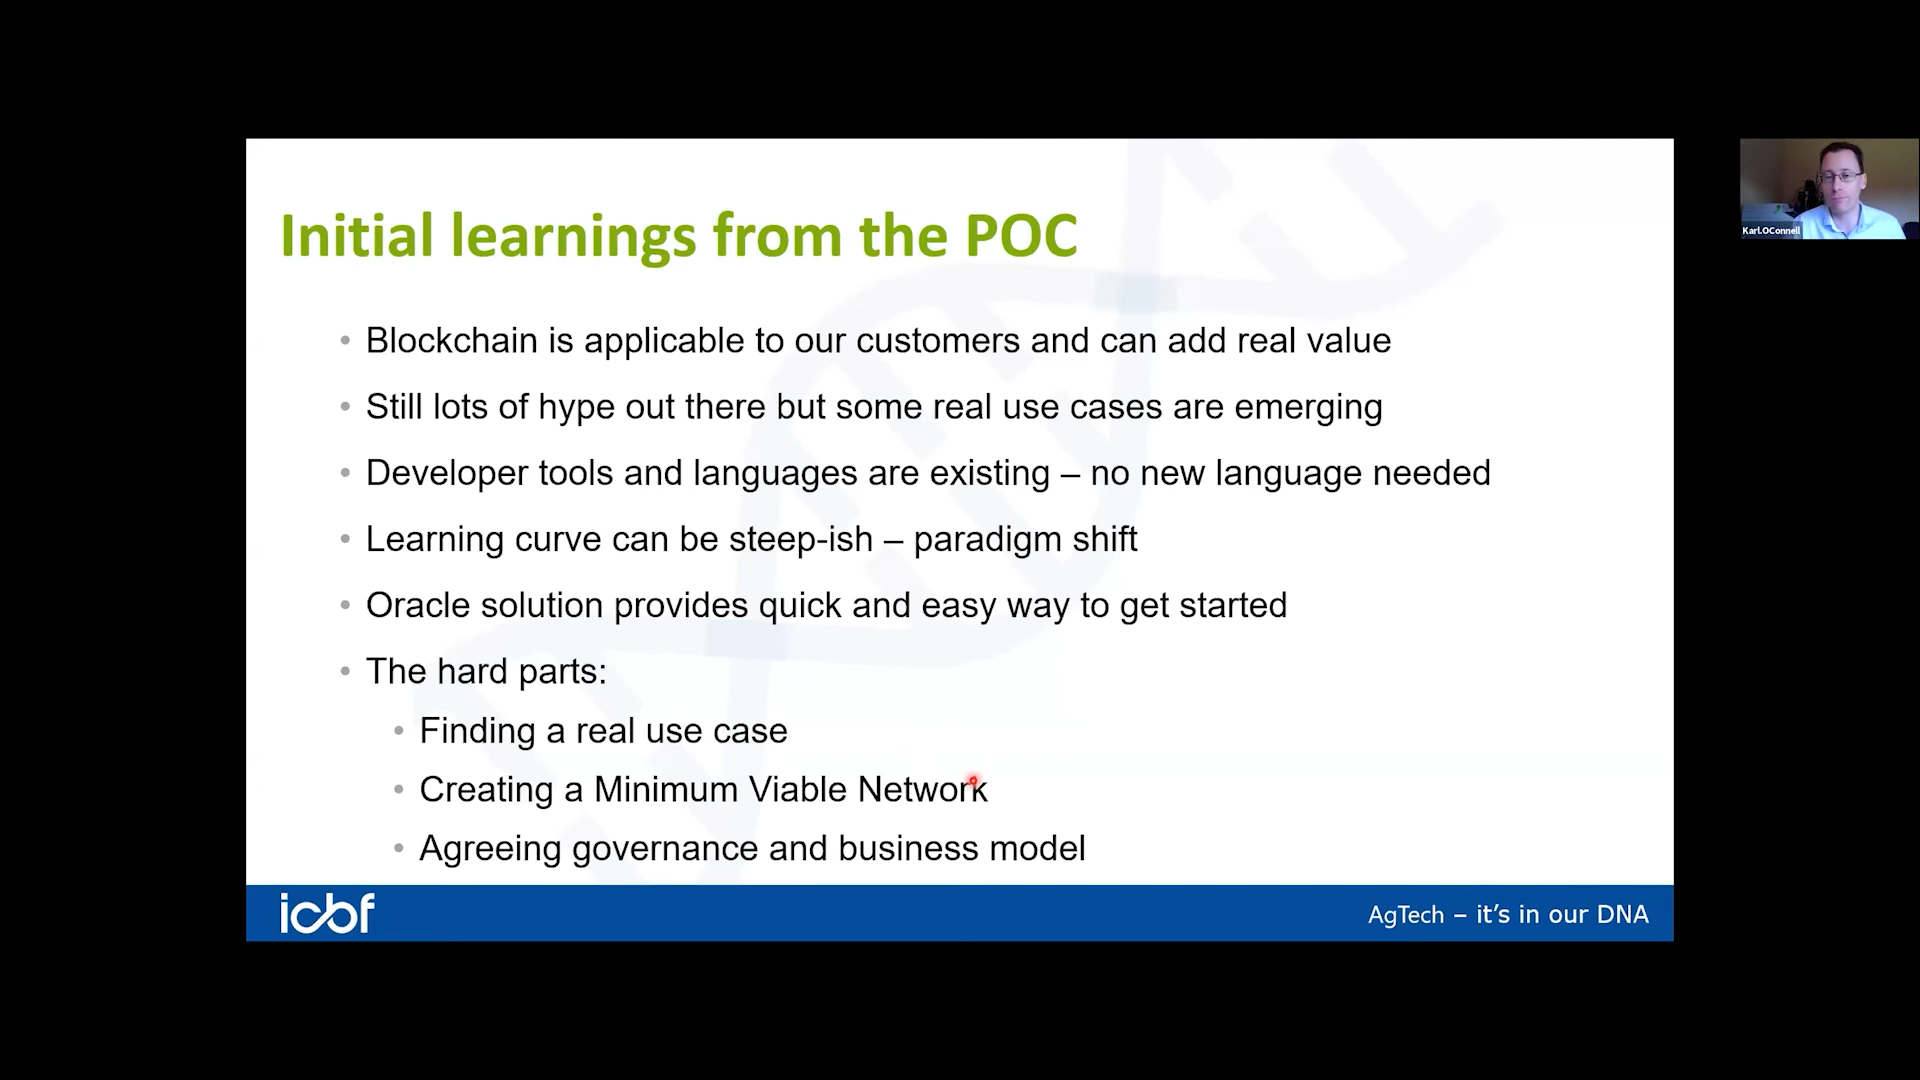 Initial learnings from the POC
KarlOConnell
• Blockchain is applicable to our customers and can add real value
• Still lots of hype out there but some real use cases are emerging
• Developer tools and languages are existing – no new language needed
• Learning curve can be steep-ish – paradigm shift
• Oracle solution provides quick and easy way to get started
• The hard parts:
• Finding a real use case
• Creating a Minimum Viable Network
• Agreeing governance and business model
icbf
AgTech – it’s in our DNA